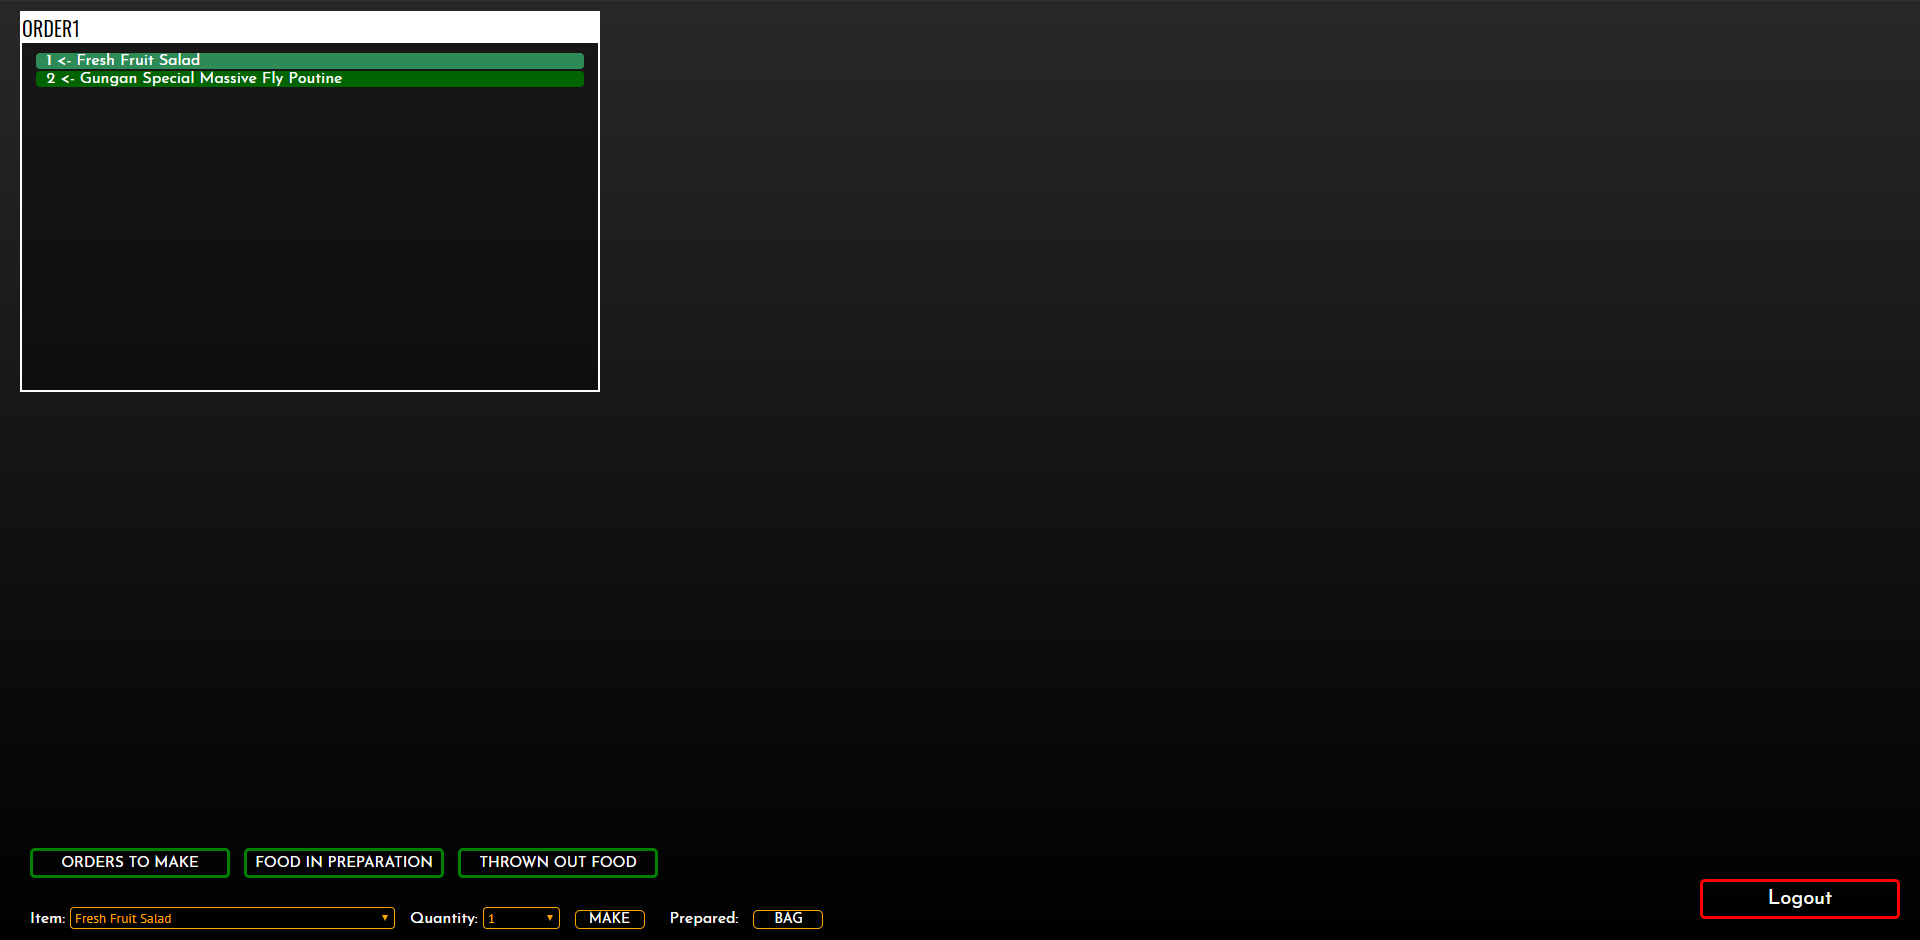 ORDER1
1 <- Fresh Fruit Salad
2 <- Gungan Special Massive Fly Poutine
ORDERS TO MAKE FOOD IN PREPARATION THROWN OUT FOOD
Logout
Item: Fresh Fruit Salad Quantity: 1 MAKE Prepared: BAG